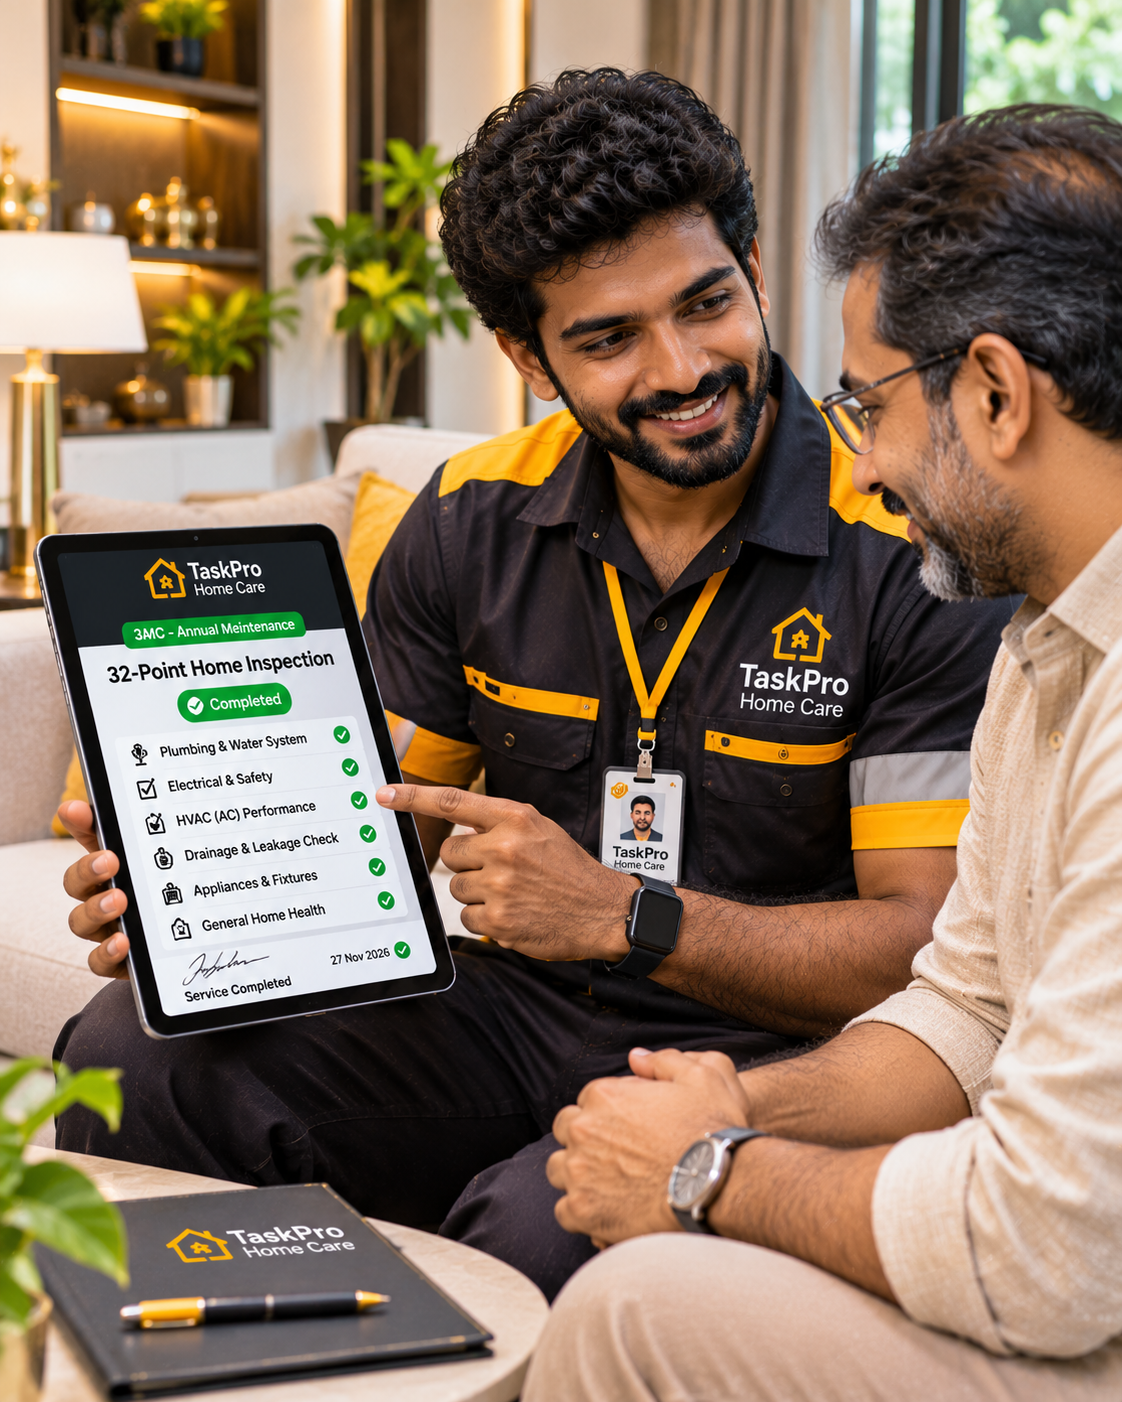 TaskPro
Home Care
3MC - Annual Meintenance
32-Point Home Inspection
Completed
Plumbing & Water System
Electrical & Safety
HVAC (AC) Performance
Drainage & Leakage Check
Appliances & Fixtures
General Home Health
27 Nov 2026
Service Completed
TaskPro
Home Care
TaskPro
Home Care
TaskPro
Home Care